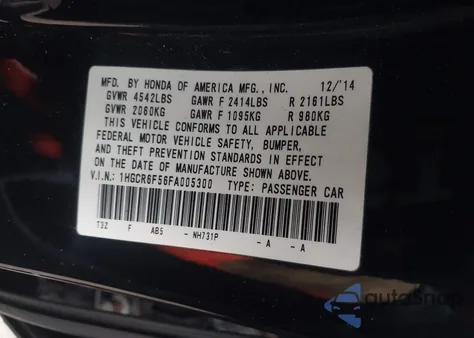 MFD. BY HONDA OF AMERICA MFG., INC. 12/'14
GVWR 4542LBS GAWR F 2414LBS R 2161LBS
GVWR 2060KG GAWR F 1095KG R 980KG
THIS VEHICLE CONFORMS TO ALL APPLICABLE
FEDERAL MOTOR VEHICLE SAFETY, BUMPER,
AND THEFT PREVENTION STANDARDS IN EFFECT
ON THE DATE OF MANUFACTURE SHOWN ABOVE.
V.I.N.: 1HGCR6F56FA005300 TYPE: PASSENGER CAR
T3Z F AB5 - NH731P - A - A
autoSnap